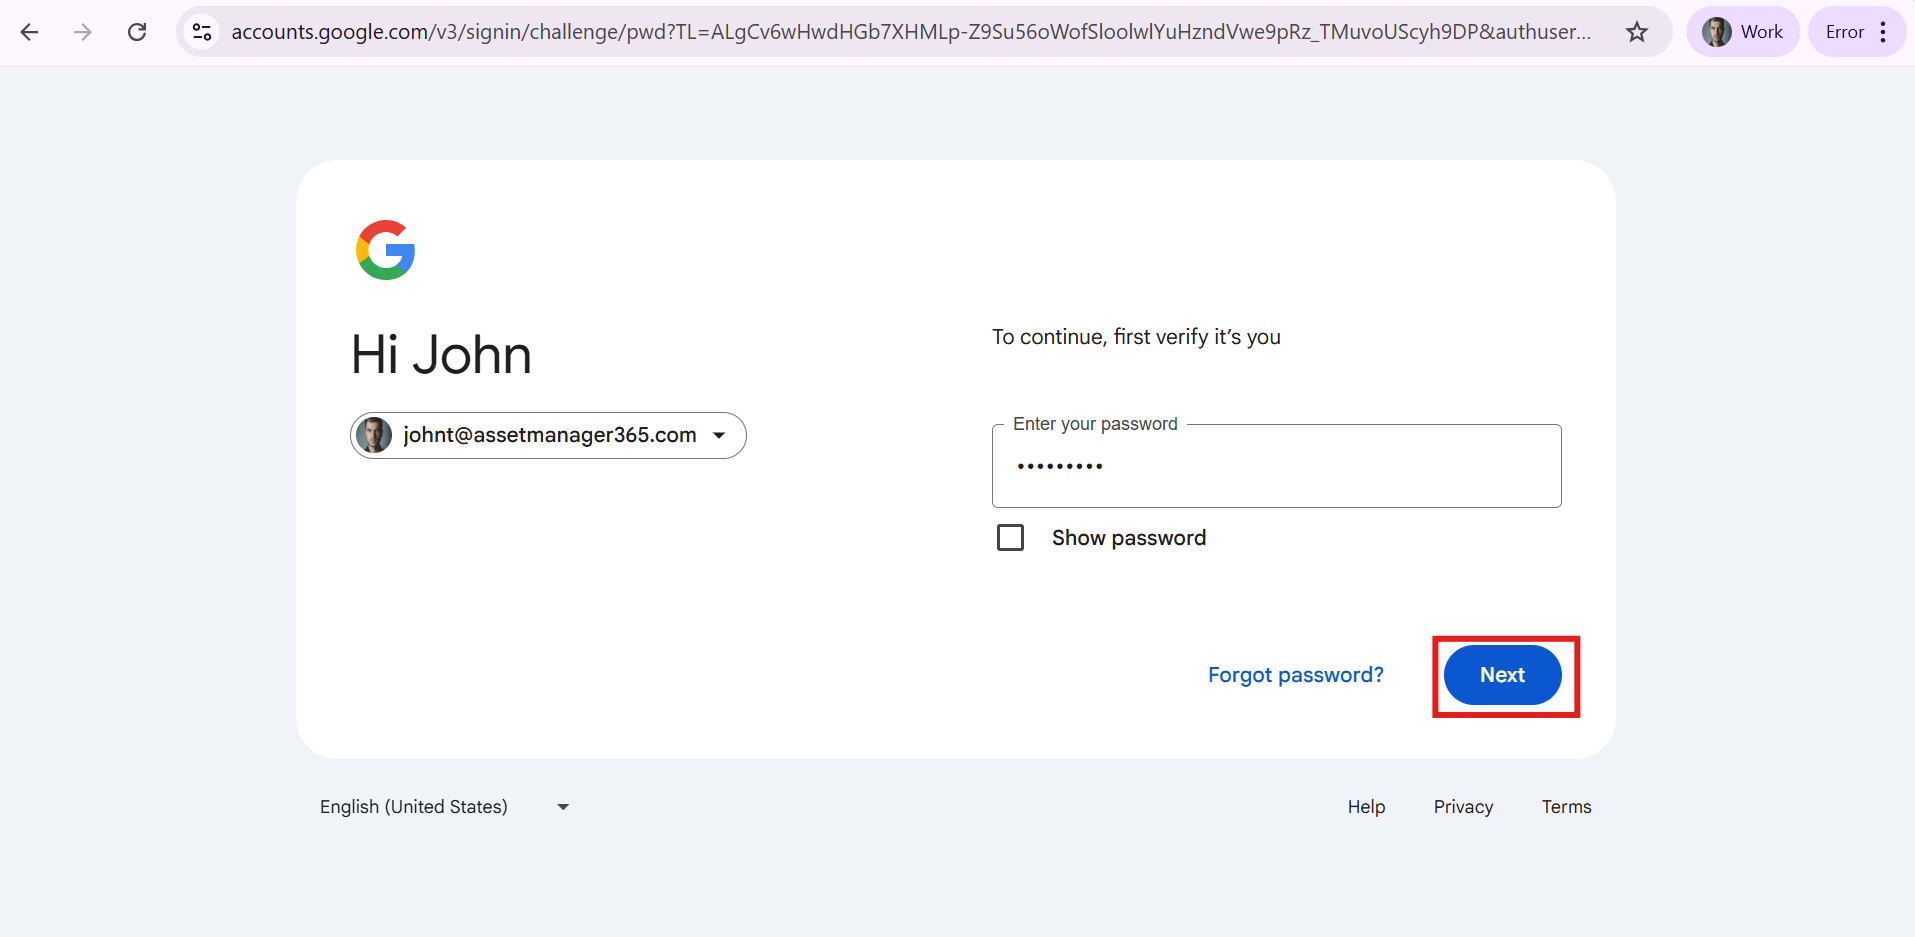 accounts.google.com/v3/signin/challenge/pwd?TL=ALgCv6wHwdHGb7XHMLp-Z9Su56oWofSloolwlYuHzndVwe9pRz_TMuvoUScyh9DP&authuser...
Work
Error
Hi John
johnt@assetmanager365.com
To continue, first verify it’s you
Enter your password
•••••••••
Show password
Forgot password?
Next
English (United States)
Help
Privacy
Terms